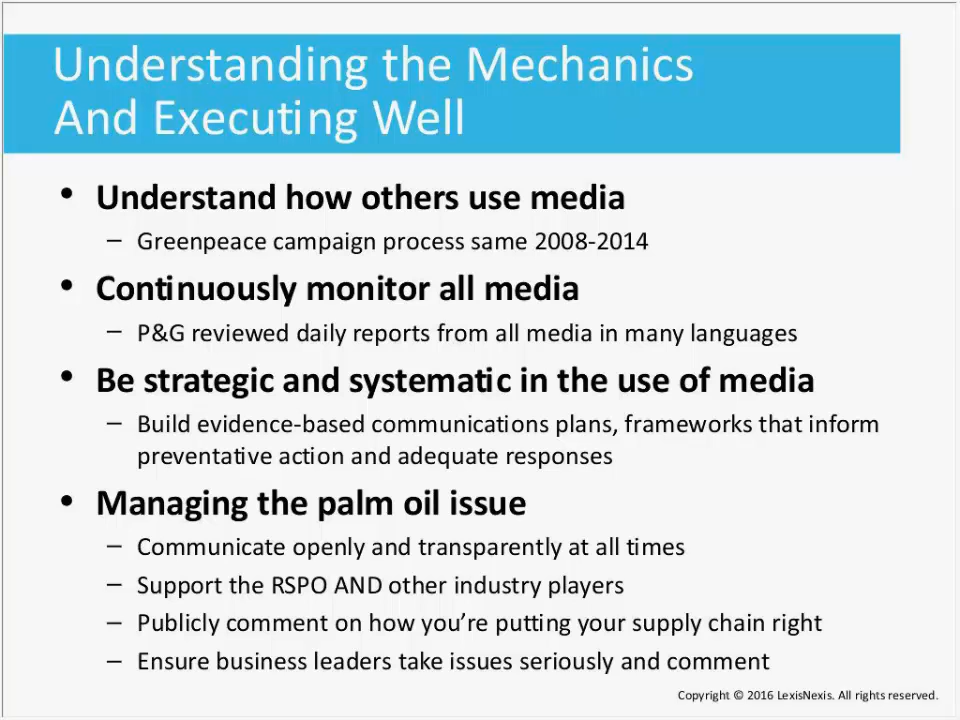 Understanding the Mechanics
And Executing Well
• Understand how others use media
– Greenpeace campaign process same 2008-2014
• Continuously monitor all media
– P&G reviewed daily reports from all media in many languages
• Be strategic and systematic in the use of media
– Build evidence-based communications plans, frameworks that inform
preventative action and adequate responses
• Managing the palm oil issue
– Communicate openly and transparently at all times
– Support the RSPO AND other industry players
– Publicly comment on how you’re putting your supply chain right
– Ensure business leaders take issues seriously and comment
Copyright © 2016 LexisNexis. All rights reserved.